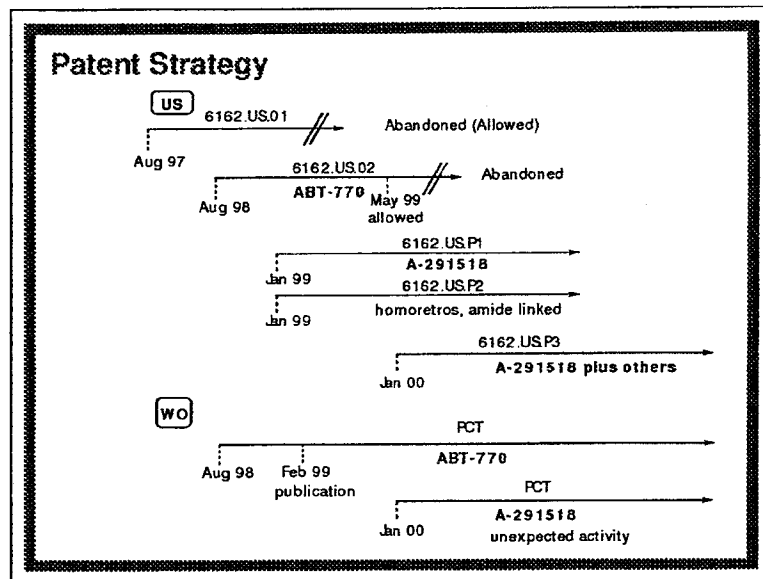 Patent Strategy
US
6162.US.01
Abandoned (Allowed)
Aug 97
6162.US.02
Abandoned
ABT-770
May 99
allowed
Aug 98
6162.US.P1
A-291518
Jan 99
6162.US.P2
homoretros, amide linked
Jan 99
6162.US.P3
A-291518 plus others
Jan 00
WO
PCT
ABT-770
Aug 98
Feb 99
publication
PCT
A-291518
unexpected activity
Jan 00